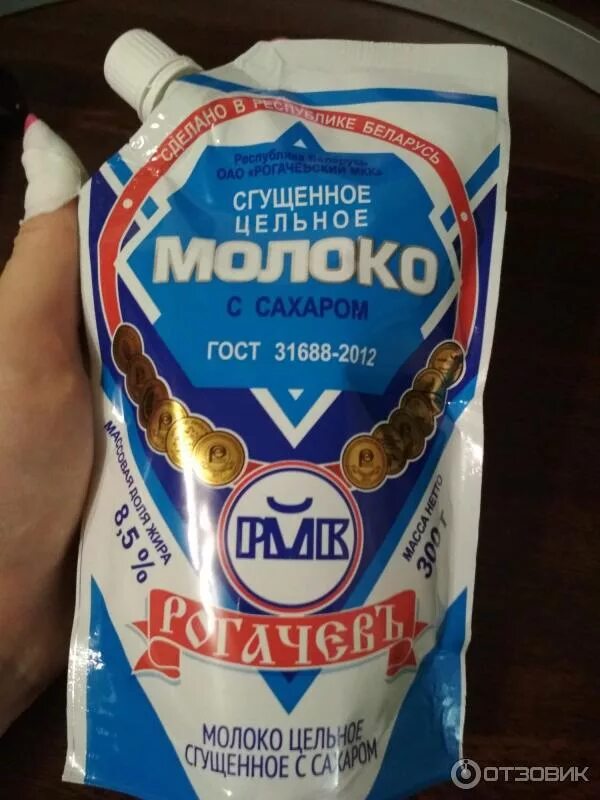 СДЕЛАНО В РЕСПУБЛИКЕ БЕЛАРУСЬ
Республика Беларусь
ОАО «РОГАЧЕВСКИЙ МКК»
СГУЩЕННОЕ
ЦЕЛЬНОЕ
МОЛОКО
С САХАРОМ
ГОСТ 31688-2012
МАССОВАЯ ДОЛЯ ЖИРА
8,5 %
МАССА НЕТТО
300 г
РМК
РОГАЧЕВЪ
МОЛОКО ЦЕЛЬНОЕ
СГУЩЕННОЕ С САХАРОМ
ОТЗОВИК